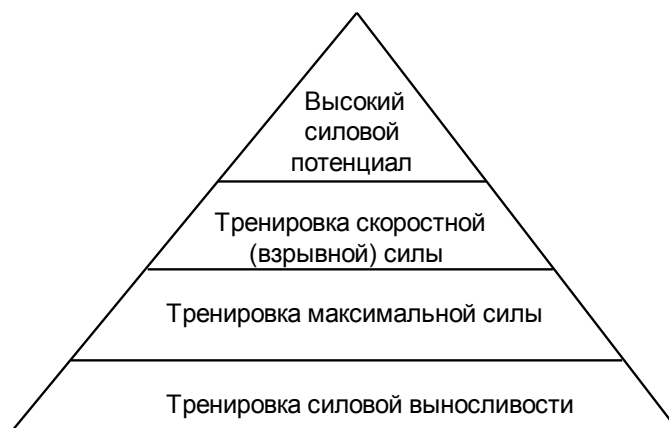 Высокий
силовой
потенциал
Тренировка скоростной
(взрывной) силы
Тренировка максимальной силы
Тренировка силовой выносливости